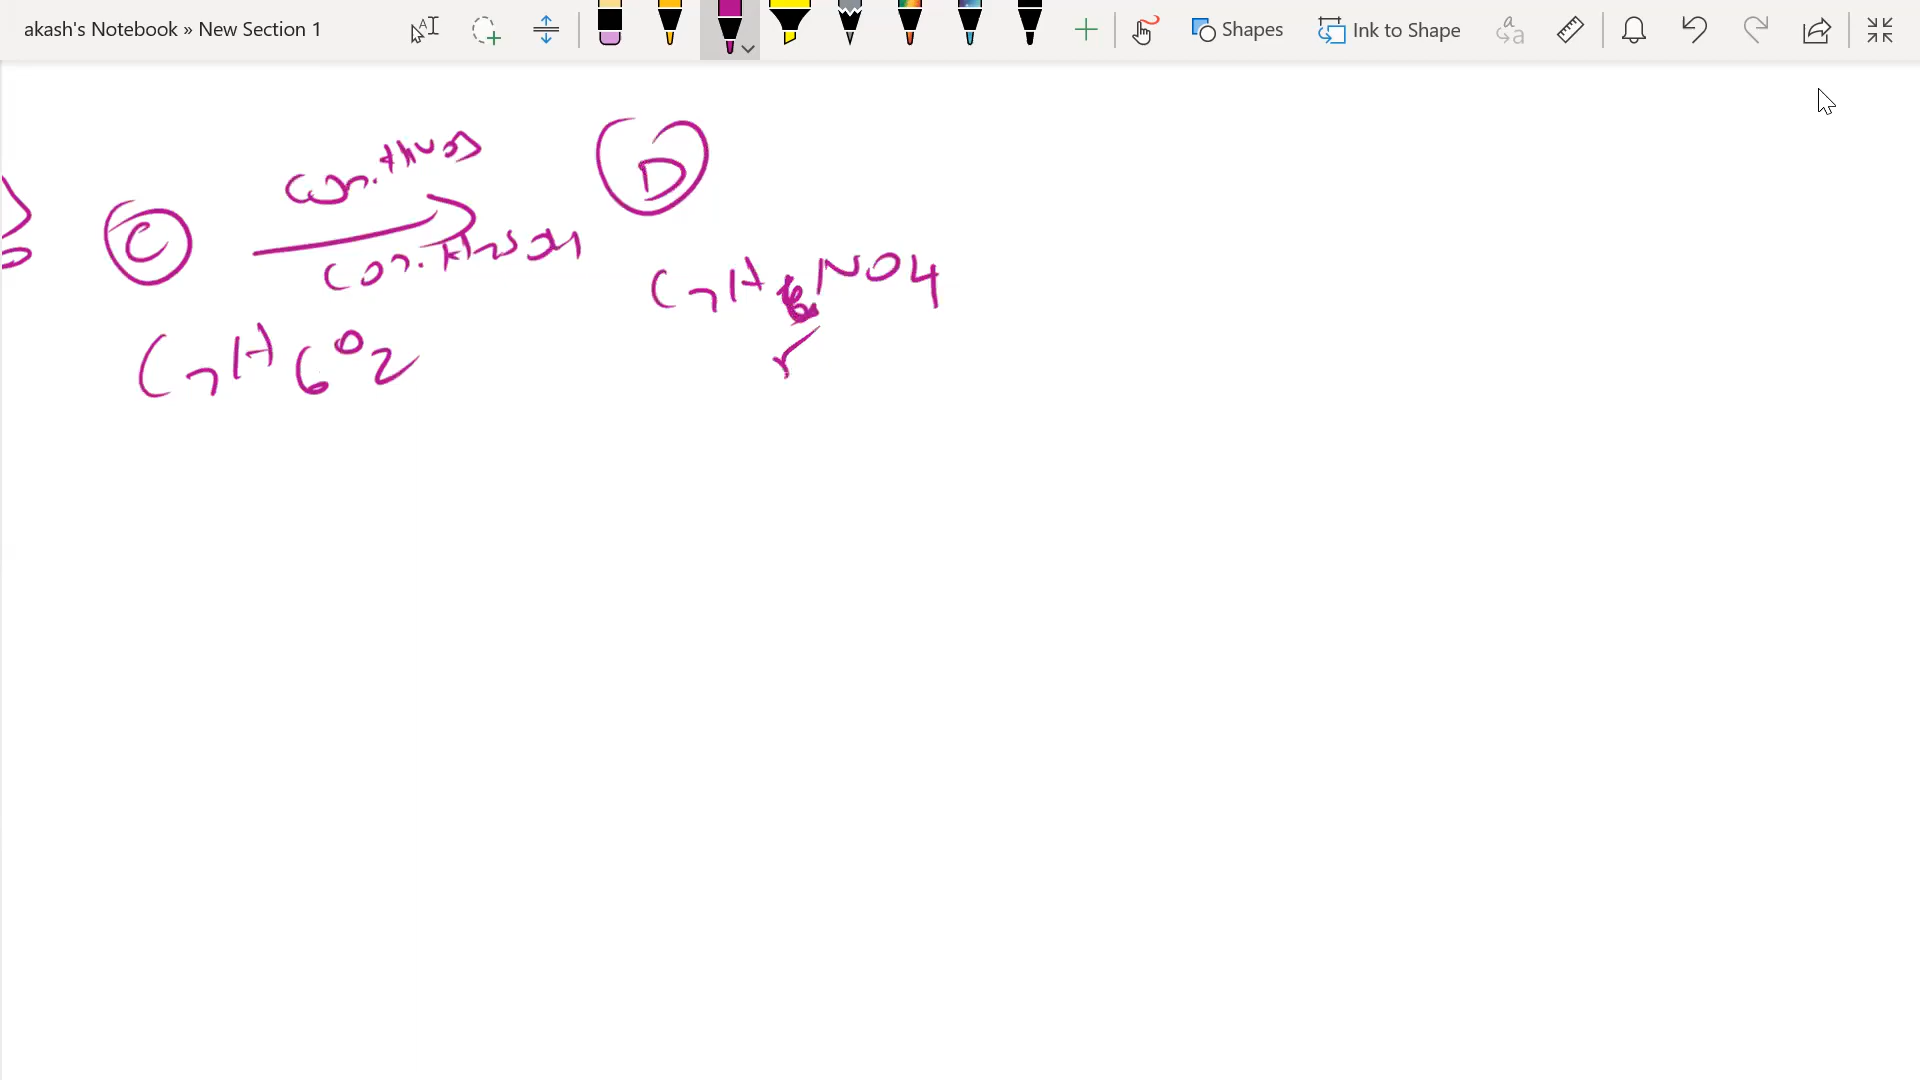 akash's Notebook » New Section 1
Shapes
Ink to Shape
con. HNO3
C
D
con. H2SO4
C7H6O2
C7H5NO4